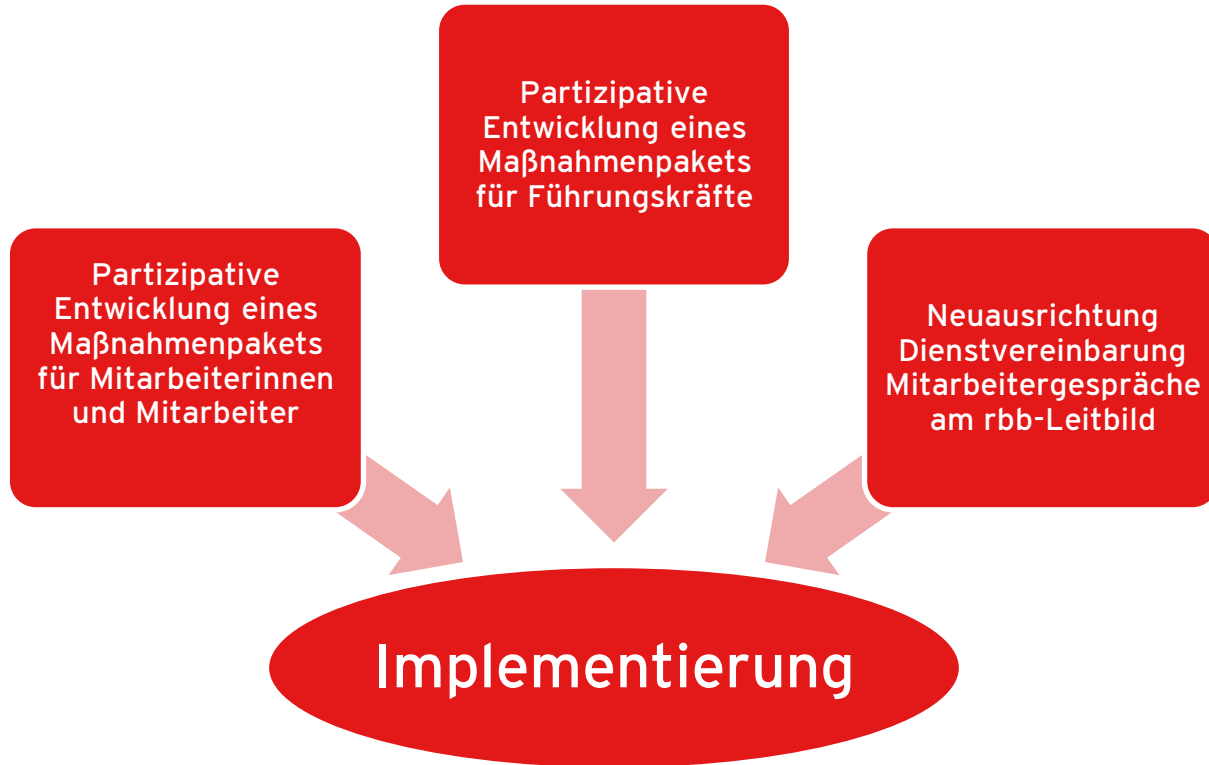 Partizipative
Entwicklung eines
Maßnahmenpakets
für Führungskräfte
Partizipative
Entwicklung eines
Maßnahmenpakets
für Mitarbeiterinnen
und Mitarbeiter
Neuausrichtung
Dienstvereinbarung
Mitarbeitergespräche
am rbb-Leitbild
Implementierung